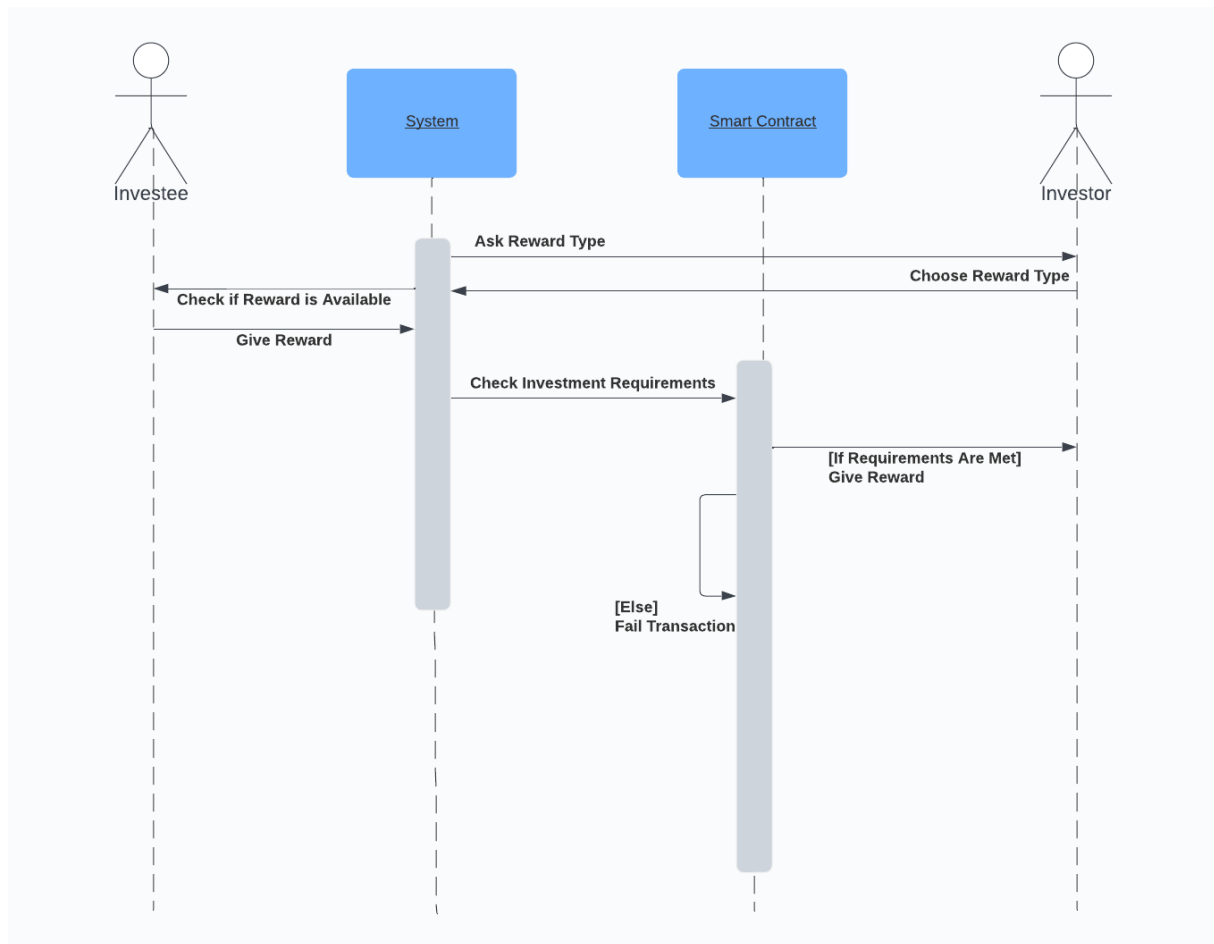 System
Smart Contract
Investee
Investor
Ask Reward Type
Choose Reward Type
Check if Reward is Available
Give Reward
Check Investment Requirements
[If Requirements Are Met]
Give Reward
[Else]
Fail Transaction